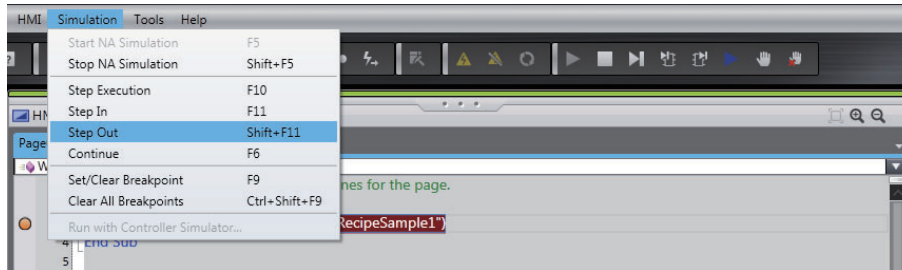 HMI Simulation Tools Help
Start NA Simulation F5
Stop NA Simulation Shift+F5
Step Execution F10
Step In F11
Step Out Shift+F11
Continue F6
Set/Clear Breakpoint F9
Clear All Breakpoints Ctrl+Shift+F9
Run with Controller Simulator...
HM
Page
W
nes for the page.
RecipeSample1")
4 End Sub
5